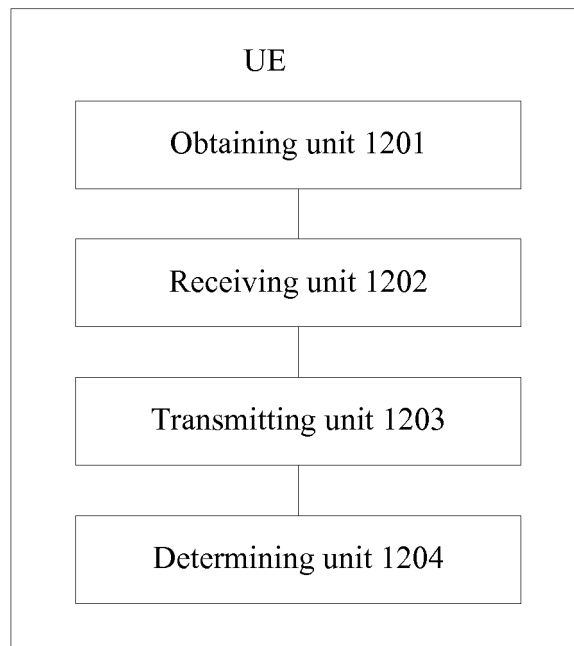 UE
Obtaining unit 1201
Receiving unit 1202
Transmitting unit 1203
Determining unit 1204